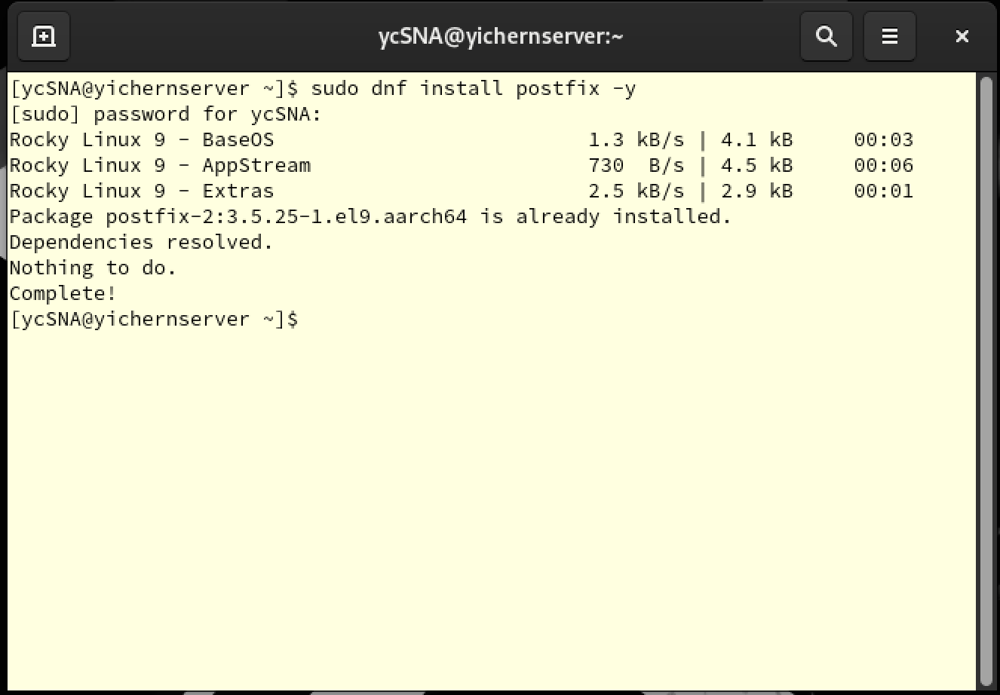 ycSNA@yichernserver:~
[ycSNA@yichernserver ~]$ sudo dnf install postfix -y
[sudo] password for ycSNA:
Rocky Linux 9 - BaseOS                          1.3 kB/s | 4.1 kB     00:03
Rocky Linux 9 - AppStream                       730  B/s | 4.5 kB     00:06
Rocky Linux 9 - Extras                          2.5 kB/s | 2.9 kB     00:01
Package postfix-2:3.5.25-1.el9.aarch64 is already installed.
Dependencies resolved.
Nothing to do.
Complete!
[ycSNA@yichernserver ~]$